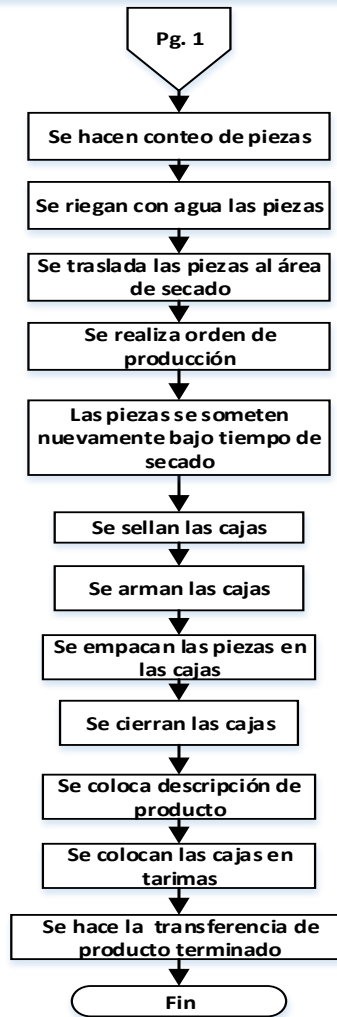 Pg. 1
Se hacen conteo de piezas
Se riegan con agua las piezas
Se traslada las piezas al área
de secado
Se realiza orden de
producción
Las piezas se someten
nuevamente bajo tiempo de
secado
Se sellan las cajas
Se arman las cajas
Se empacan las piezas en
las cajas
Se cierran las cajas
Se coloca descripción de
producto
Se colocan las cajas en
tarimas
Se hace la transferencia de
producto terminado
Fin